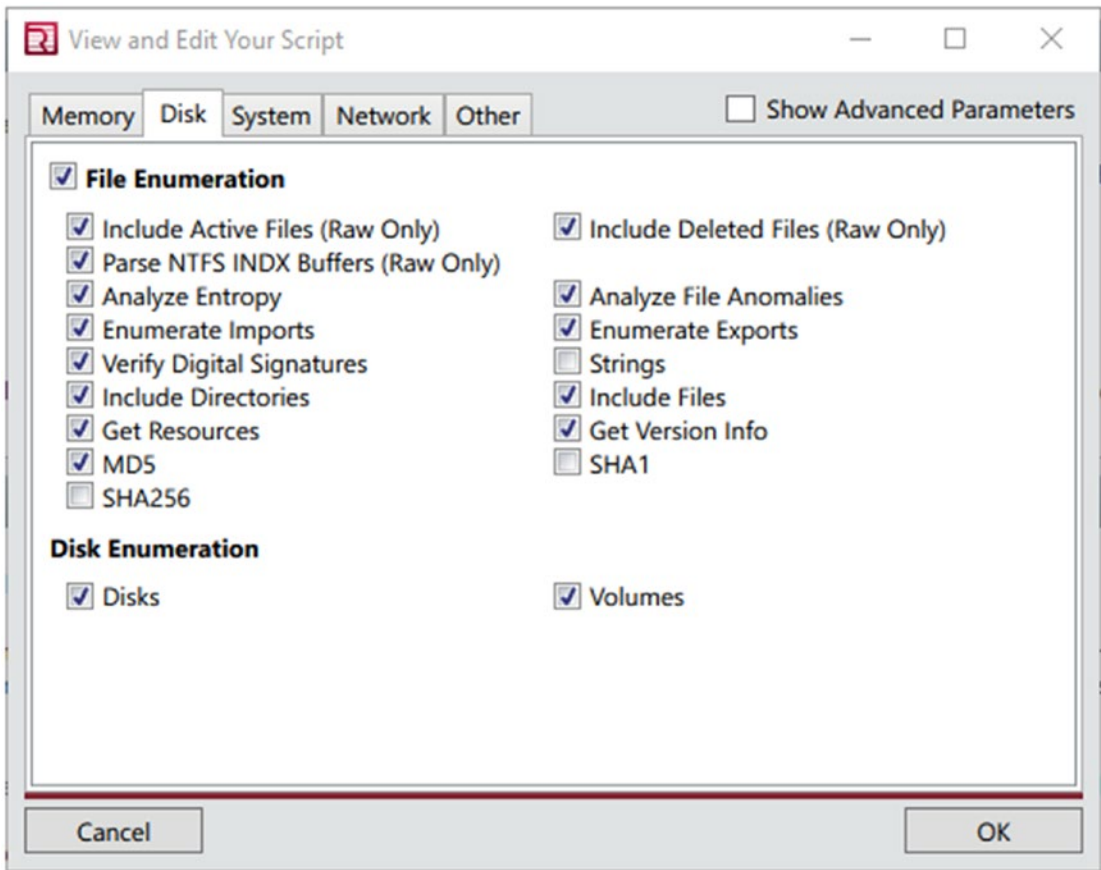 View and Edit Your Script
Memory Disk System Network Other Show Advanced Parameters
File Enumeration
Include Active Files (Raw Only) Include Deleted Files (Raw Only)
Parse NTFS INDX Buffers (Raw Only)
Analyze Entropy Analyze File Anomalies
Enumerate Imports Enumerate Exports
Verify Digital Signatures Strings
Include Directories Include Files
Get Resources Get Version Info
MD5 SHA1
SHA256
Disk Enumeration
Disks Volumes
Cancel OK